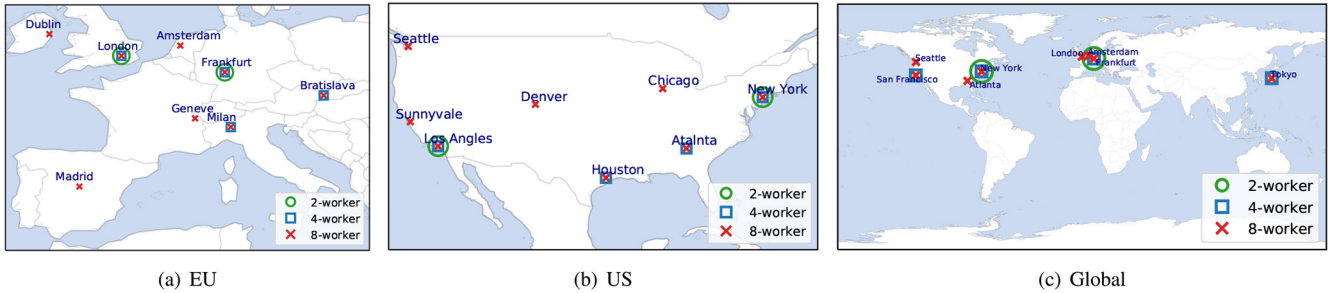 Dublin
London
Amsterdam
Frankfurt
Bratislava
Geneve
Milan
Madrid
2-worker
4-worker
8-worker
(a) EU
Seattle
Chicago
New York
Denver
Sunnyvale
Los Angles
Atalnta
Houston
2-worker
4-worker
8-worker
(b) US
Seattle
San Francisco
New York
Atlanta
London
Amsterdam
Frankfurt
Tokyo
2-worker
4-worker
8-worker
(c) Global